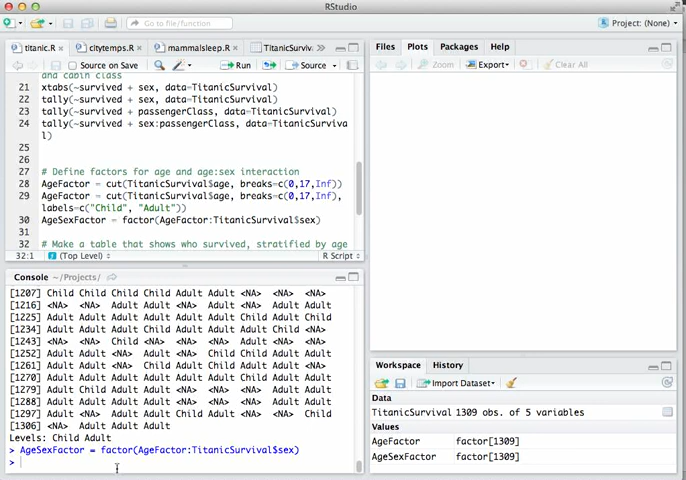 RStudio
Go to file/function
Project: (None)
titanic.R
citytemps.R
mammalsleep.R
TitanicSurviv
Source on Save
Run
Source
and cabin class
21 xtabs(~survived + sex, data=TitanicSurvival)
22 tally(~survived + sex, data=TitanicSurvival)
23 tally(~survived + passengerClass, data=TitanicSurvival)
24 tally(~survived + sex:passengerClass, data=TitanicSurviva
l)
25
26
27 # Define factors for age and age:sex interaction
28 AgeFactor = cut(TitanicSurvival$age, breaks=c(0,17,Inf))
29 AgeFactor = cut(TitanicSurvival$age, breaks=c(0,17,Inf),
labels=c("Child", "Adult"))
30 AgeSexFactor = factor(AgeFactor:TitanicSurvival$sex)
31
32 # Make a table that shows who survived, stratified by age
32:1
(Top Level)
R Script
Console ~/Projects/
[1207] Child Child Child Child Adult Adult <NA> <NA> <NA>
[1216] <NA> <NA> Adult Adult <NA> <NA> <NA> Adult Adult
[1225] Adult Adult Adult Adult Adult Adult Child Adult Child
[1234] Adult Adult Adult Adult Adult Adult Adult Child <NA>
[1243] <NA> <NA> Child <NA> <NA> <NA> <NA> Adult Adult
[1252] Adult Adult <NA> Adult <NA> Child Child Adult Adult
[1261] Adult Child Adult <NA> Child Adult <NA> Adult Adult
[1270] Adult Adult Adult <NA> Child Adult Child Adult Adult
[1279] Adult Child Adult Adult <NA> <NA> Adult <NA> Adult
[1288] Adult Adult Adult Adult <NA> <NA> <NA> Adult Adult
[1297] Adult Adult Adult Adult Child Adult <NA> <NA> Child
[1306] <NA> Adult Adult Adult
Levels: Child Adult
> AgeSexFactor = factor(AgeFactor:TitanicSurvival$sex)
>
Files Plots Packages Help
Zoom
Export
Clear All
Workspace History
Import Dataset
Data
TitanicSurvival 1309 obs. of 5 variables
Values
AgeFactor factor[1309]
AgeSexFactor factor[1309]